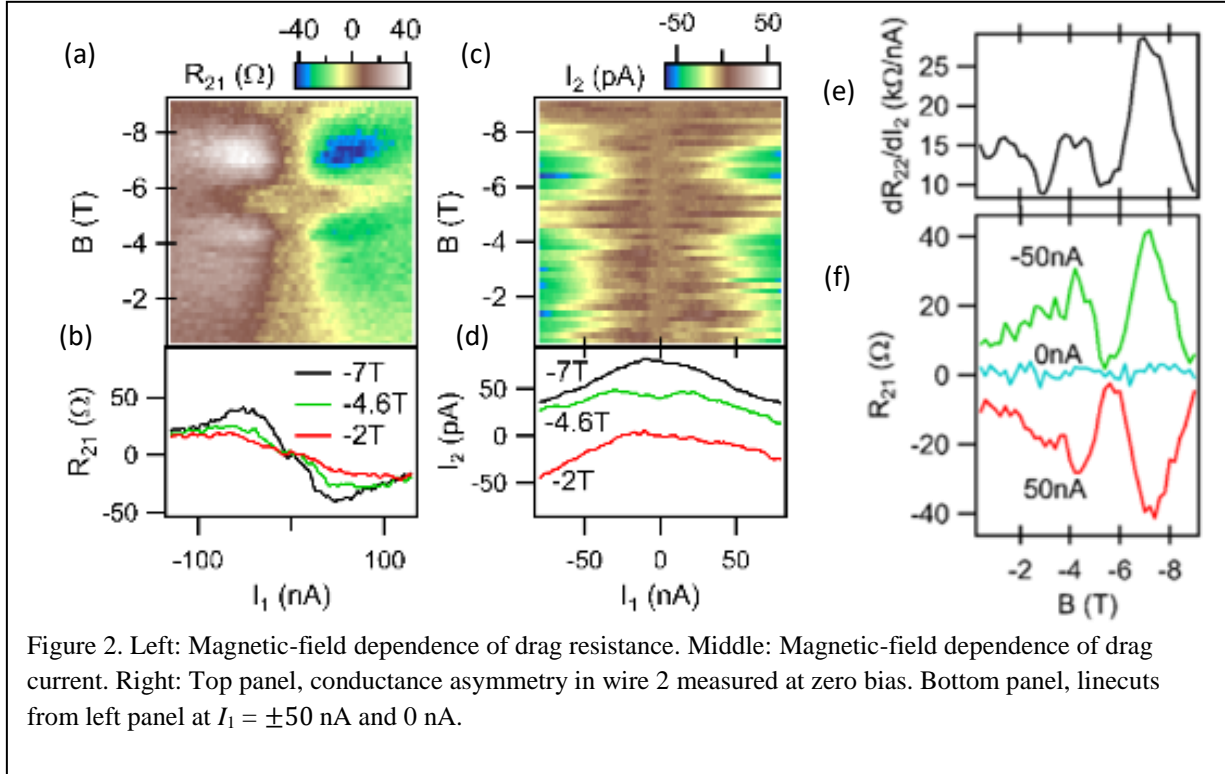 -40 0 40
-50 0 50
(a)
R21 (Ω)
(c)
I2 (pA)
(e)
dR22/dI2 (kΩ/nA)
25
20
15
10
B (T)
-8
-6
-4
-2
B (T)
-8
-6
-4
-2
(b)
R21 (Ω)
50
0
-50
-7T
-4.6T
-2T
-100 0 100
I1 (nA)
(d)
I2 (pA)
50
0
-50
-7T
-4.6T
-2T
-50 0 50
I1 (nA)
(f)
R21 (Ω)
40
20
0
-20
-40
-50nA
0nA
50nA
-2 -4 -6 -8
B (T)
Figure 2. Left: Magnetic-field dependence of drag resistance. Middle: Magnetic-field dependence of drag
current. Right: Top panel, conductance asymmetry in wire 2 measured at zero bias. Bottom panel, linecuts
from left panel at I1 = ±50 nA and 0 nA.